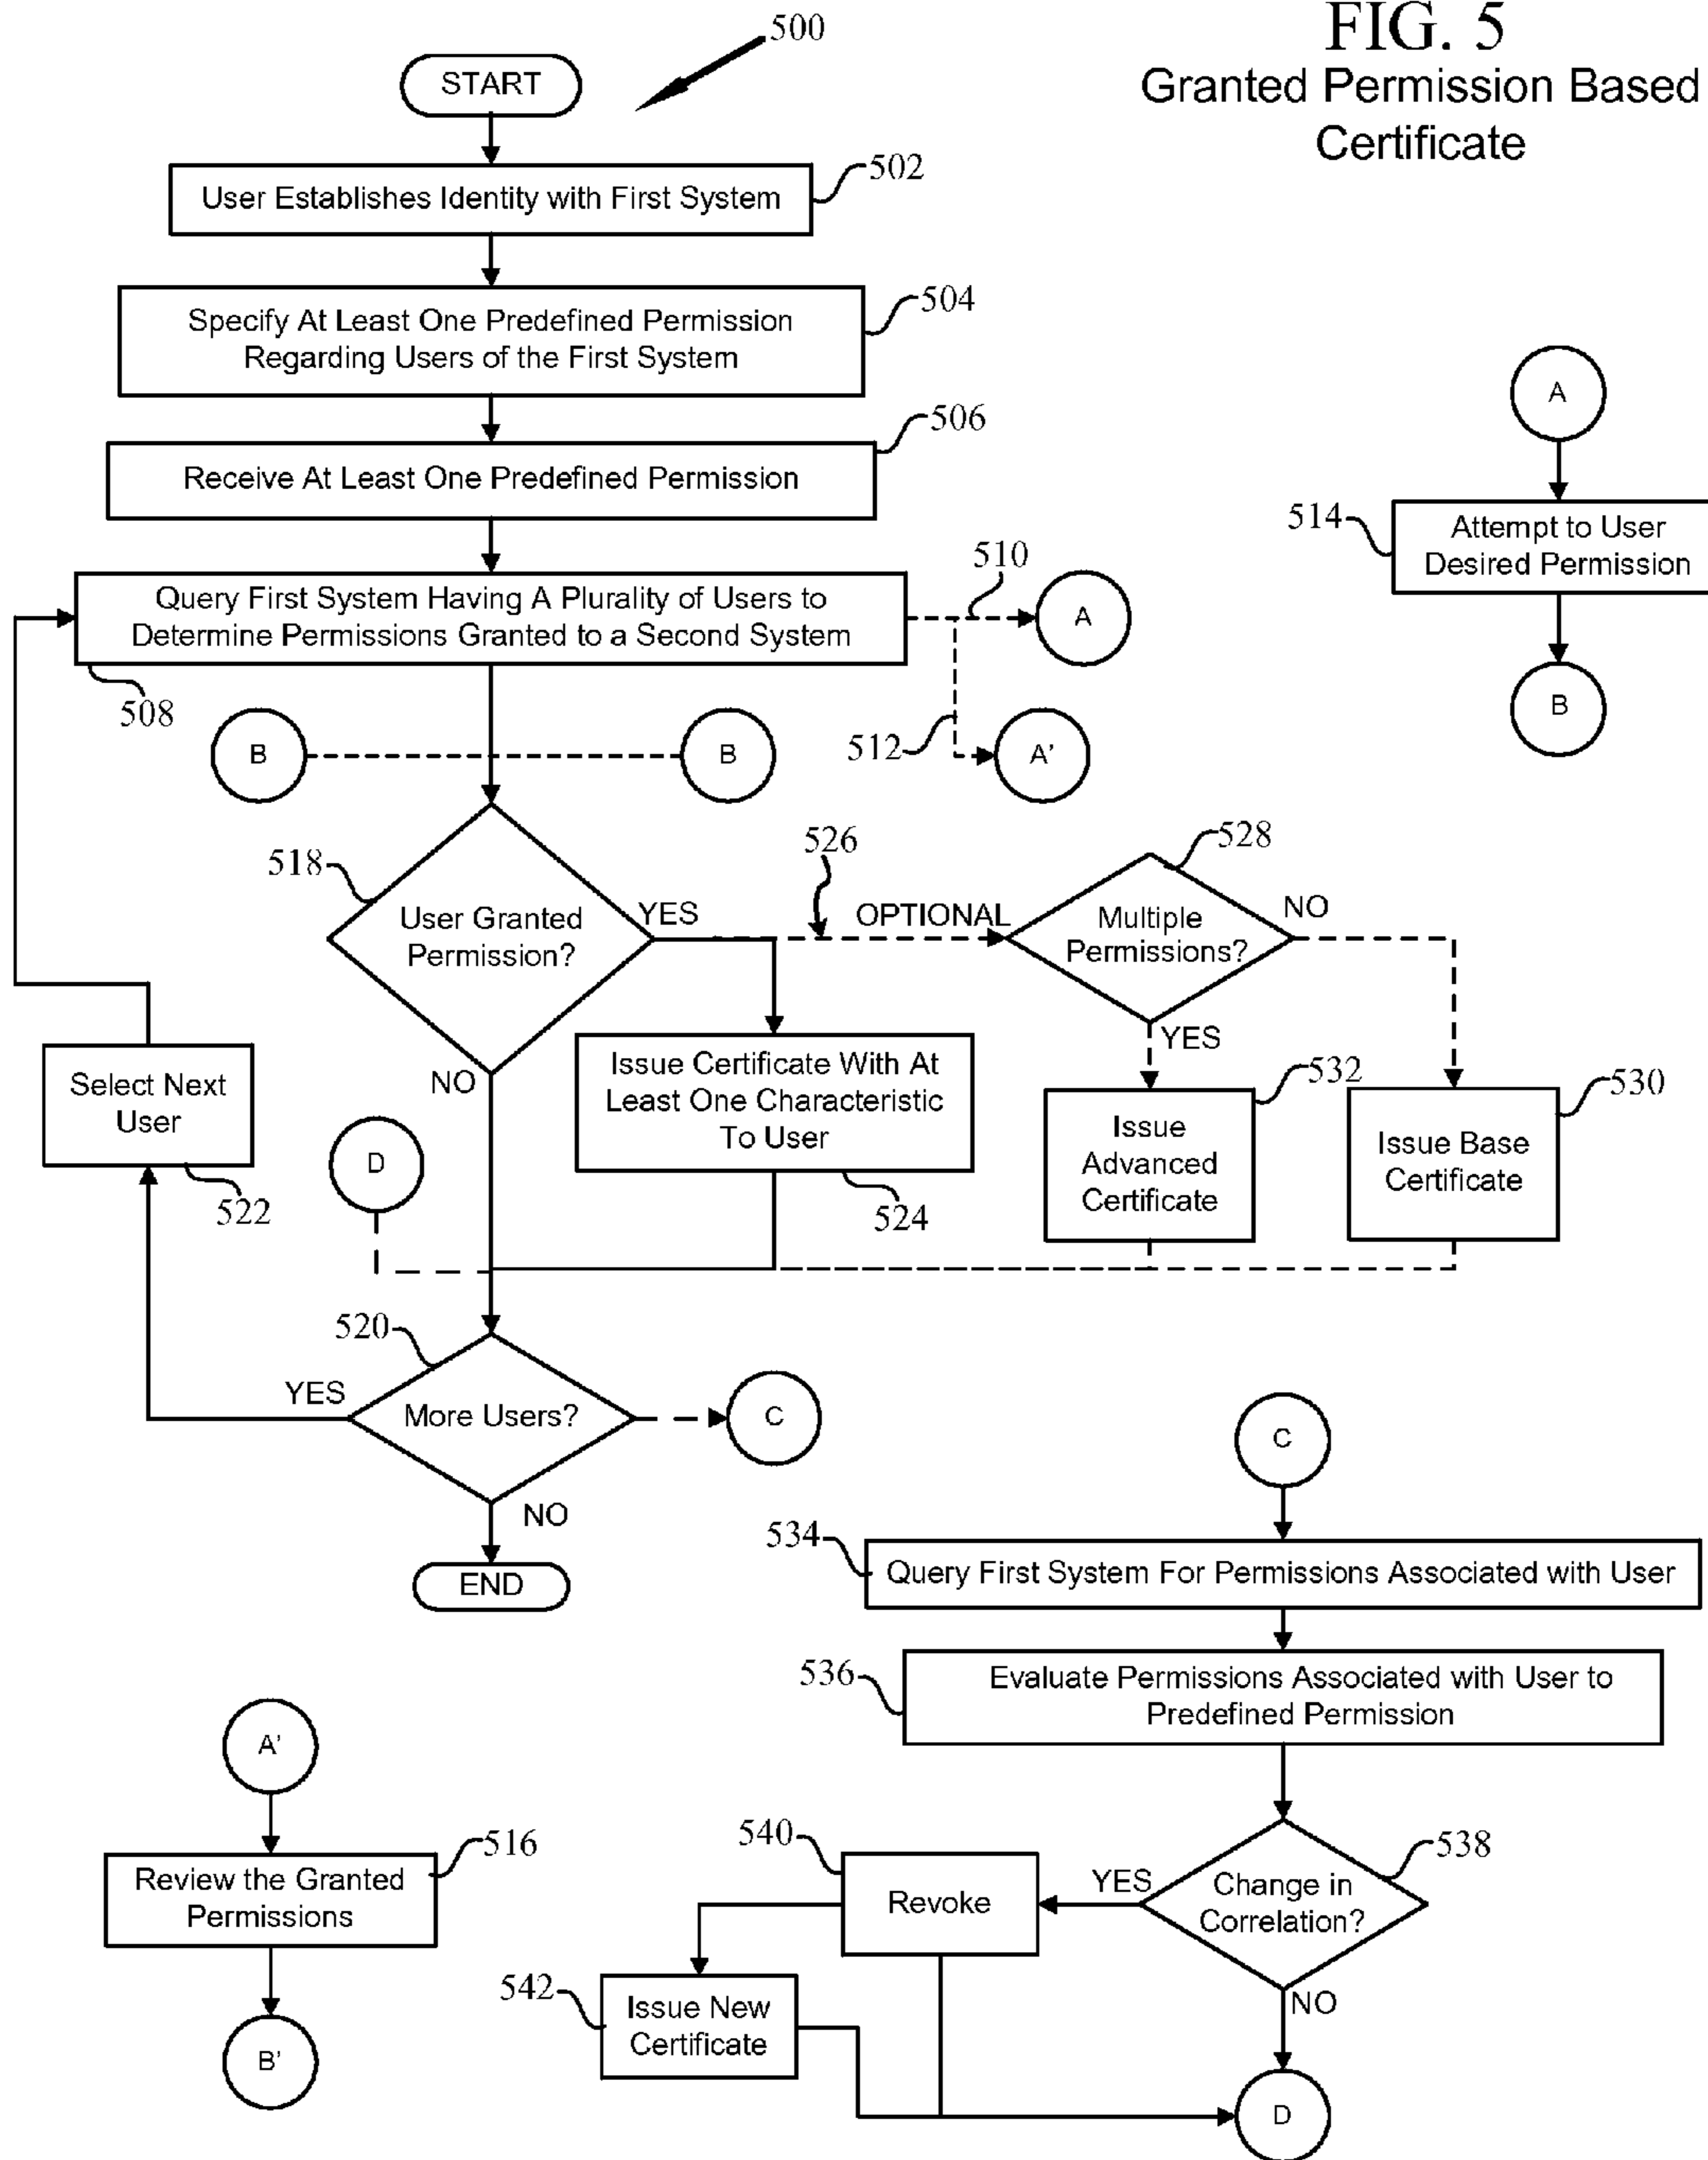 FIG. 5
Granted Permission Based
Certificate
500
START
502
User Establishes Identity with First System
504
Specify At Least One Predefined Permission
Regarding Users of the First System
506
Receive At Least One Predefined Permission
A
514
Attempt to User
Desired Permission
B
510
Query First System Having A Plurality of Users to
Determine Permissions Granted to a Second System
A
508
512
B
B
A'
518
User Granted
Permission?
YES
NO
526
OPTIONAL
528
Multiple
Permissions?
NO
YES
Select Next
User
522
D
Issue Certificate With At
Least One Characteristic
To User
524
532
Issue
Advanced
Certificate
530
Issue Base
Certificate
520
YES
More Users?
C
NO
END
C
534
Query First System For Permissions Associated with User
536
Evaluate Permissions Associated with User to
Predefined Permission
A'
516
Review the Granted
Permissions
B'
540
Revoke
YES
538
Change in
Correlation?
NO
542
Issue New
Certificate
D